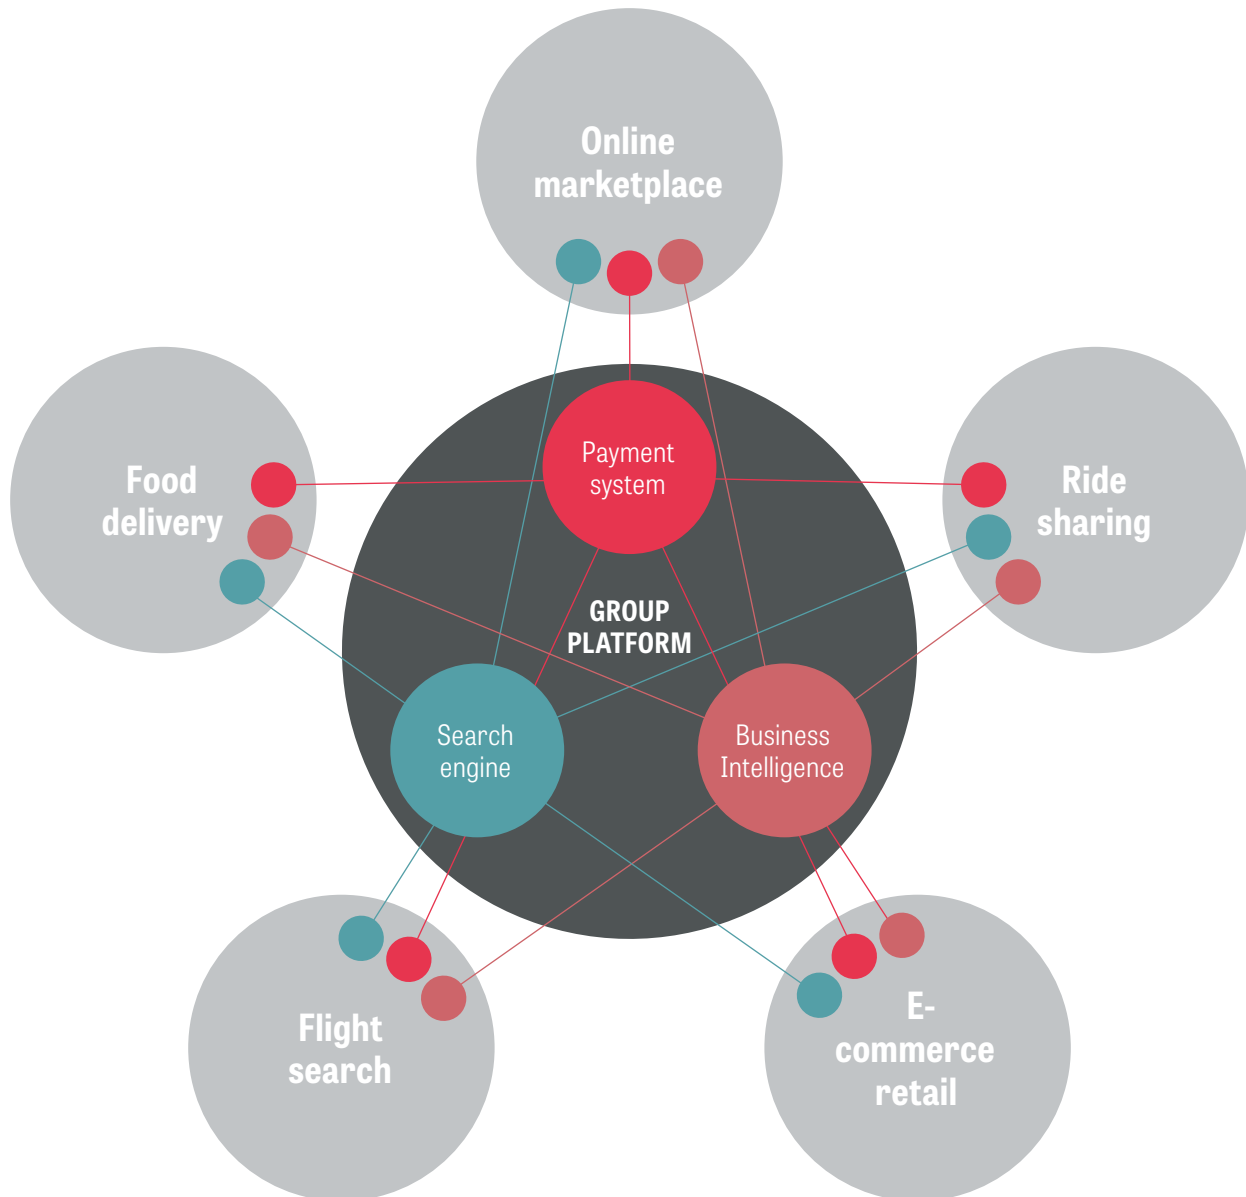 Online
marketplace
Food
delivery
Payment
system
Ride
sharing
GROUP
PLATFORM
Search
engine
Business
Intelligence
Flight
search
E-
commerce
retail